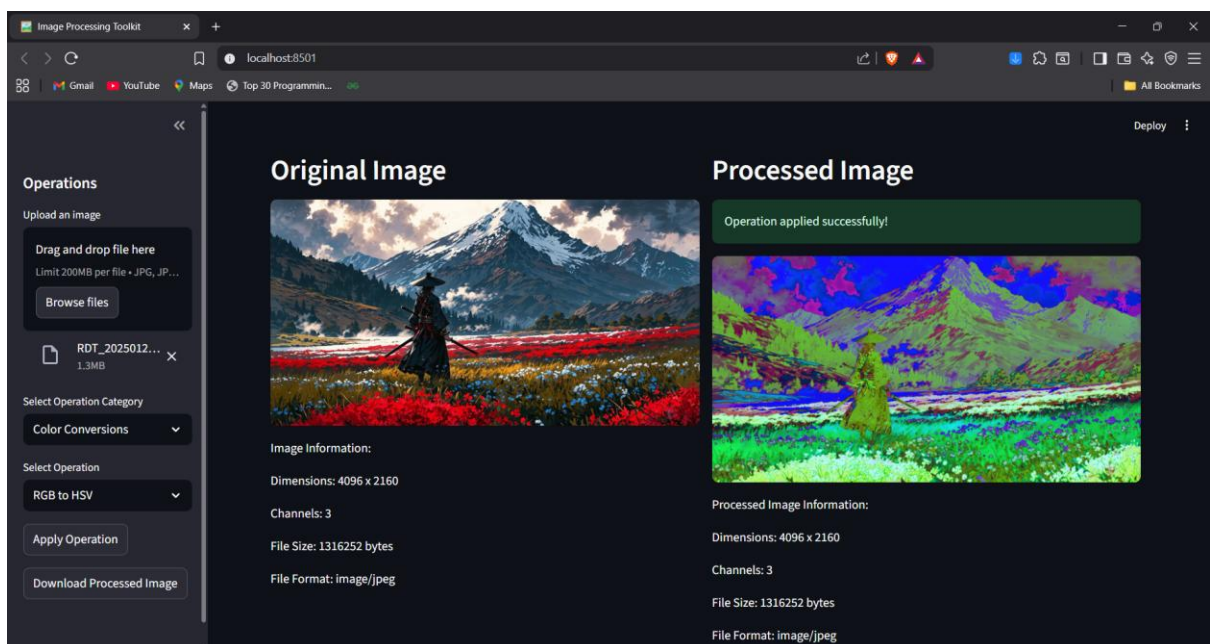 Image Processing Toolkit
localhost:8501
Gmail
YouTube
Maps
Top 30 Programmin...
All Bookmarks
Deploy
Operations
Upload an image
Drag and drop file here
Limit 200MB per file • JPG, JP...
Browse files
RDT_2025012...
1.3MB
Select Operation Category
Color Conversions
Select Operation
RGB to HSV
Apply Operation
Download Processed Image
Original Image
Image Information:
Dimensions: 4096 x 2160
Channels: 3
File Size: 1316252 bytes
File Format: image/jpeg
Processed Image
Operation applied successfully!
Processed Image Information:
Dimensions: 4096 x 2160
Channels: 3
File Size: 1316252 bytes
File Format: image/jpeg